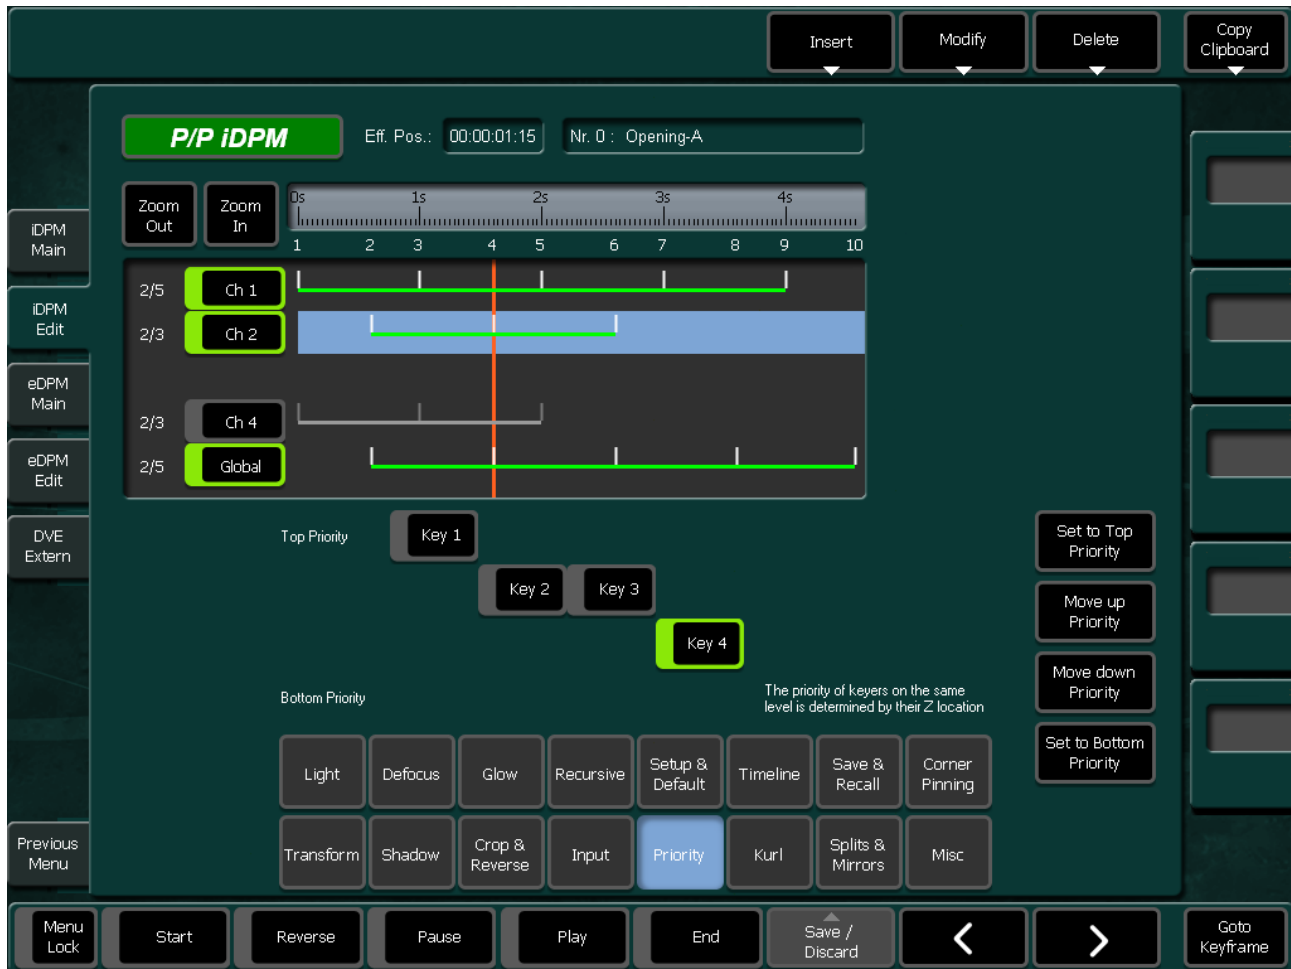 Insert
Modify
Delete
Copy
Clipboard
P/P iDPM
Eff. Pos.: 00:00:01:15
Nr. 0 : Opening-A
Zoom
Out
Zoom
In
0s 1s 2s 3s 4s
1 2 3 4 5 6 7 8 9 10
iDPM
Main
iDPM
Edit
eDPM
Main
eDPM
Edit
DVE
Extern
Previous
Menu
2/5 Ch 1
2/3 Ch 2
2/3 Ch 4
2/5 Global
Top Priority
Key 1
Key 2
Key 3
Key 4
Bottom Priority
The priority of keyers on the same
level is determined by their Z location
Set to Top
Priority
Move up
Priority
Move down
Priority
Set to Bottom
Priority
Light
Defocus
Glow
Recursive
Setup &
Default
Timeline
Save &
Recall
Corner
Pinning
Transform
Shadow
Crop &
Reverse
Input
Priority
Kurl
Splits &
Mirrors
Misc
Menu
Lock
Start
Reverse
Pause
Play
End
Save /
Discard
Goto
Keyframe